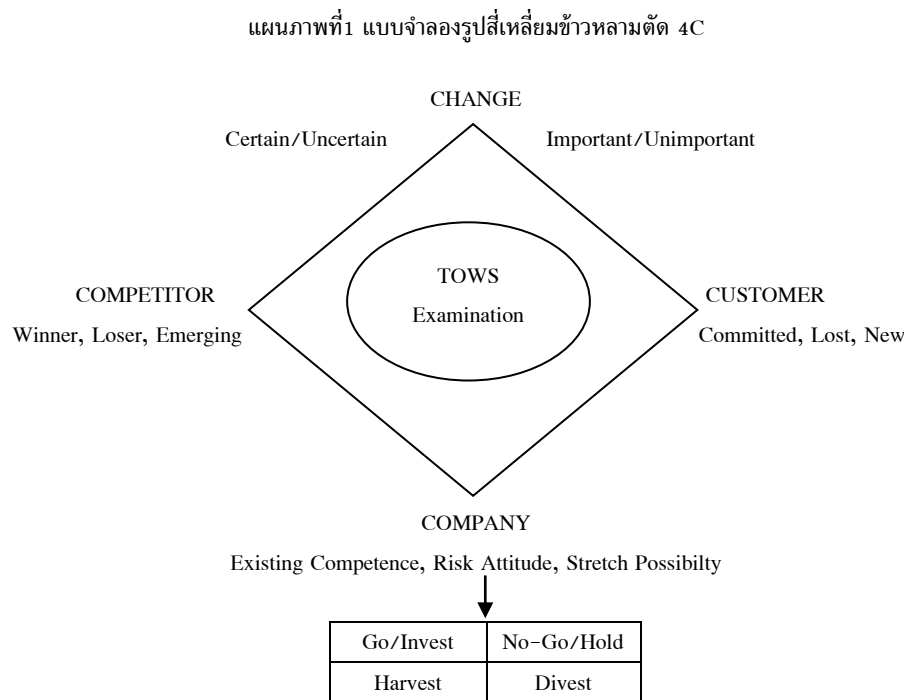 แผนภาพที่1 แบบจำลองรูปสี่เหลี่ยมข้าวหลามตัด 4C
CHANGE
Certain/Uncertain Important/Unimportant
TOWS
Examination
COMPETITOR CUSTOMER
Winner, Loser, Emerging Committed, Lost, New
COMPANY
Existing Competence, Risk Attitude, Stretch Possibilty
Go/Invest No-Go/Hold
Harvest Divest